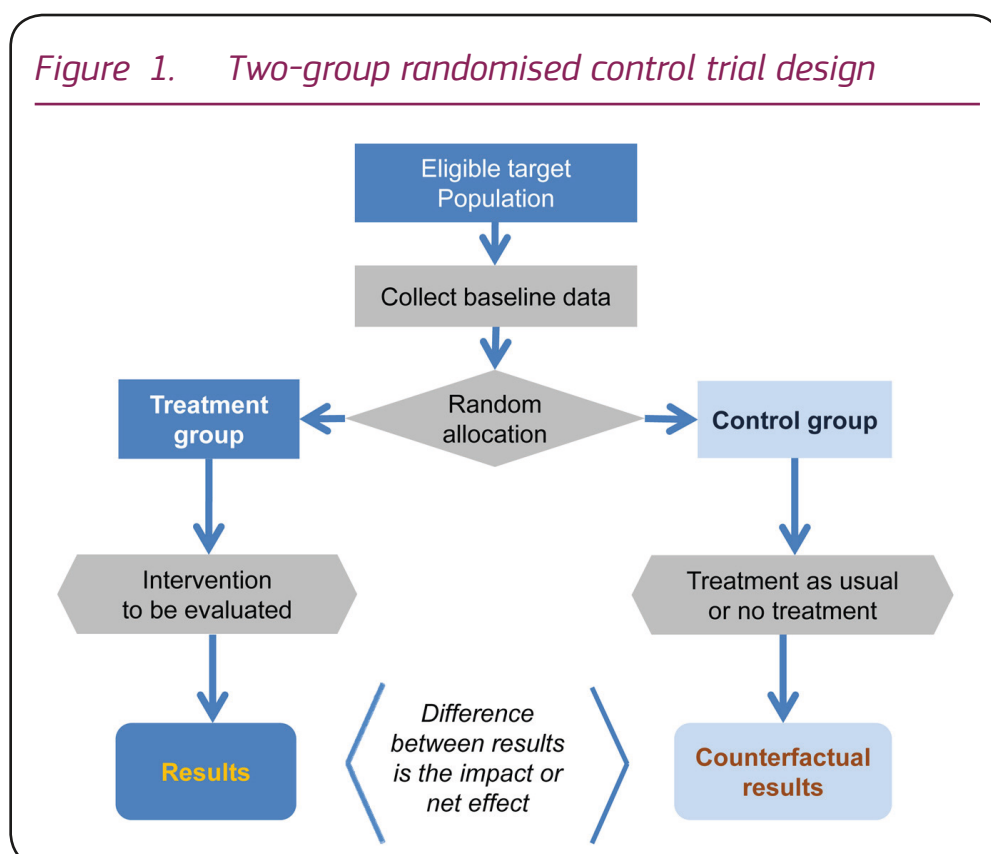 Figure 1. Two-group randomised control trial design
Eligible target
Population
Collect baseline data
Random
allocation
Treatment
group
Control group
Intervention
to be evaluated
Treatment as usual
or no treatment
Results
Difference
between results
is the impact or
net effect
Counterfactual
results